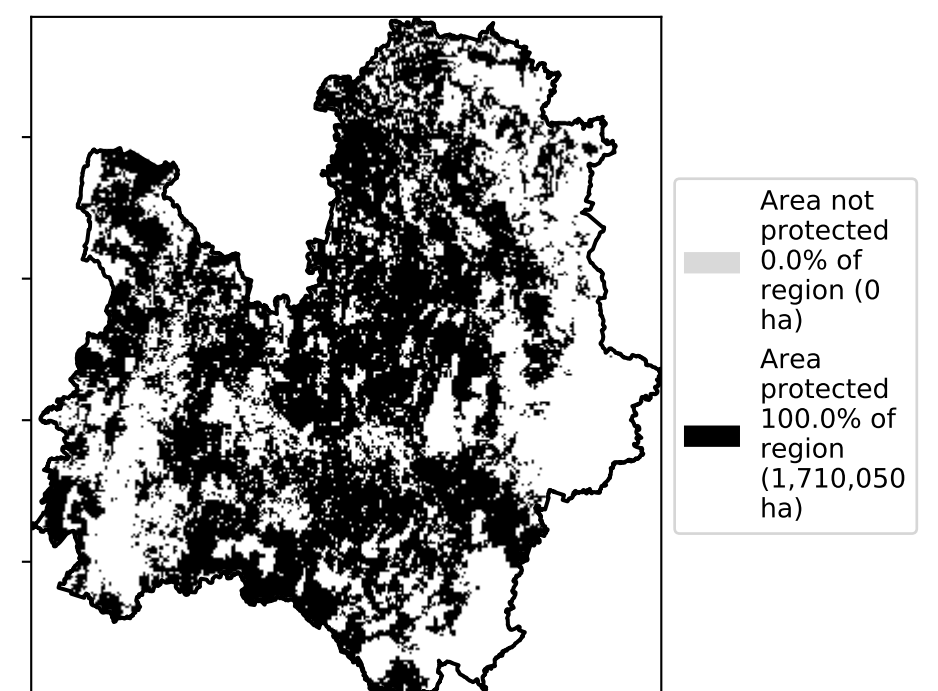 Area not
protected
0.0% of
region (0
ha)
Area
protected
100.0% of
region
(1,710,050
ha)